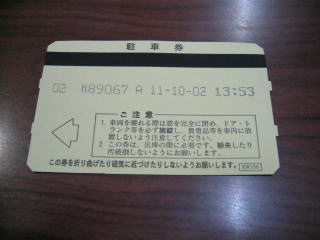 駐車券
02 #89067 A 11-10-02 13:53
ご注意
1. 車両を離れる際は窓を完全に閉め、ドア・ト
ランク等を必ず施錠し、貴重品等を車内に放
置しないよう注意してください。
2. この券は、出庫の際に必要です。紛失したり
汚破損しないようにお願いします。
この券を折り曲げたり磁気に近づけたりしないようお願いします。